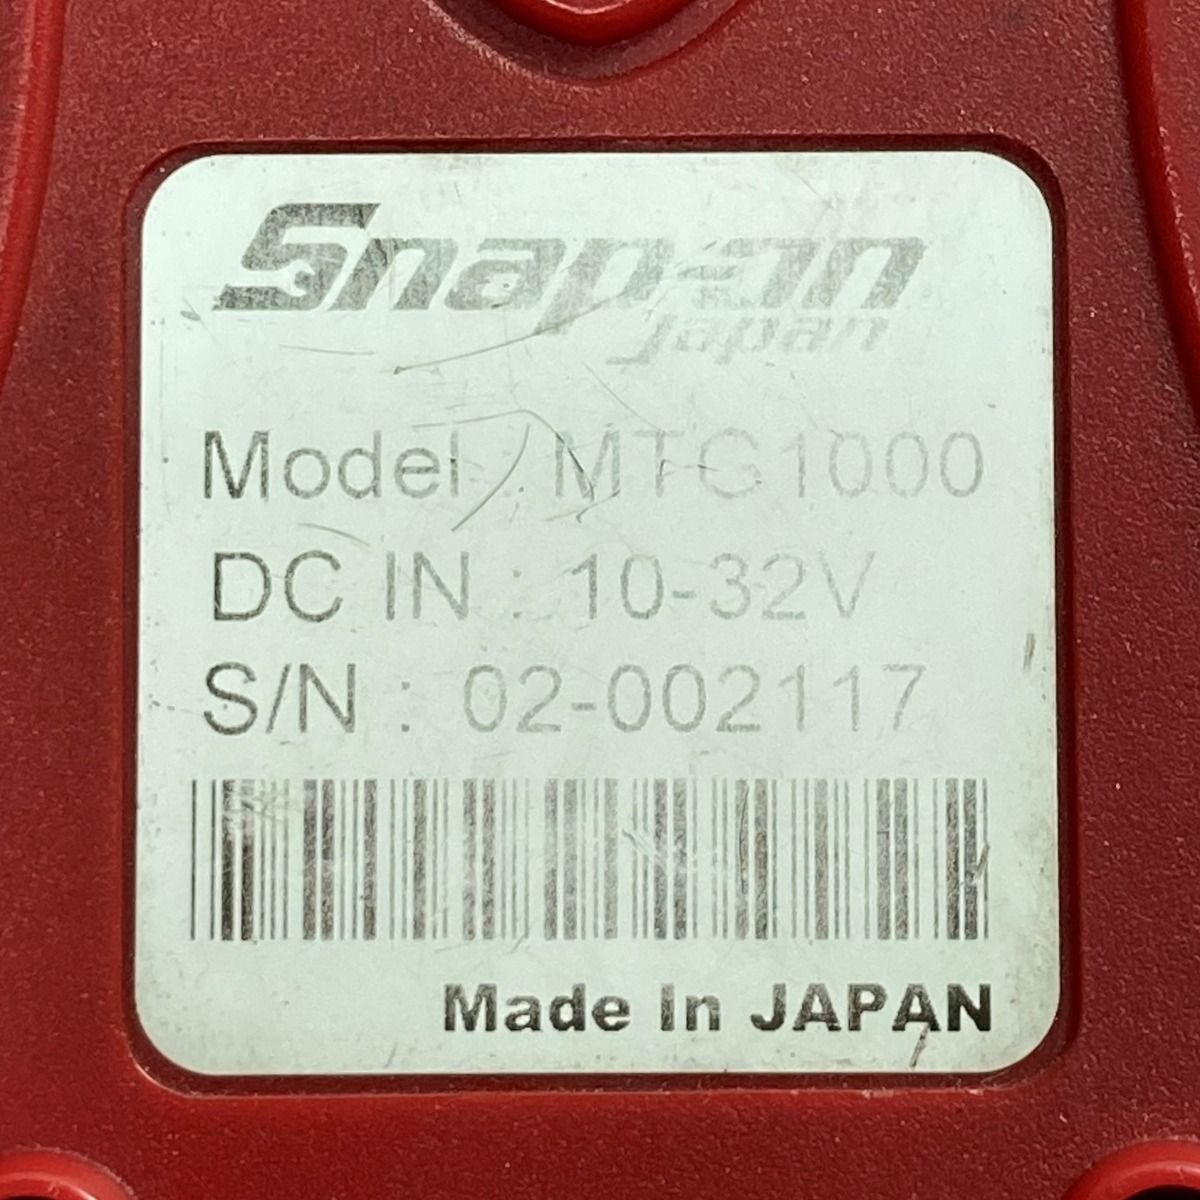 Snap-on
Japan
Model : MTG1000
DC IN : 10-32V
S/N : 02-002117
Made In JAPAN